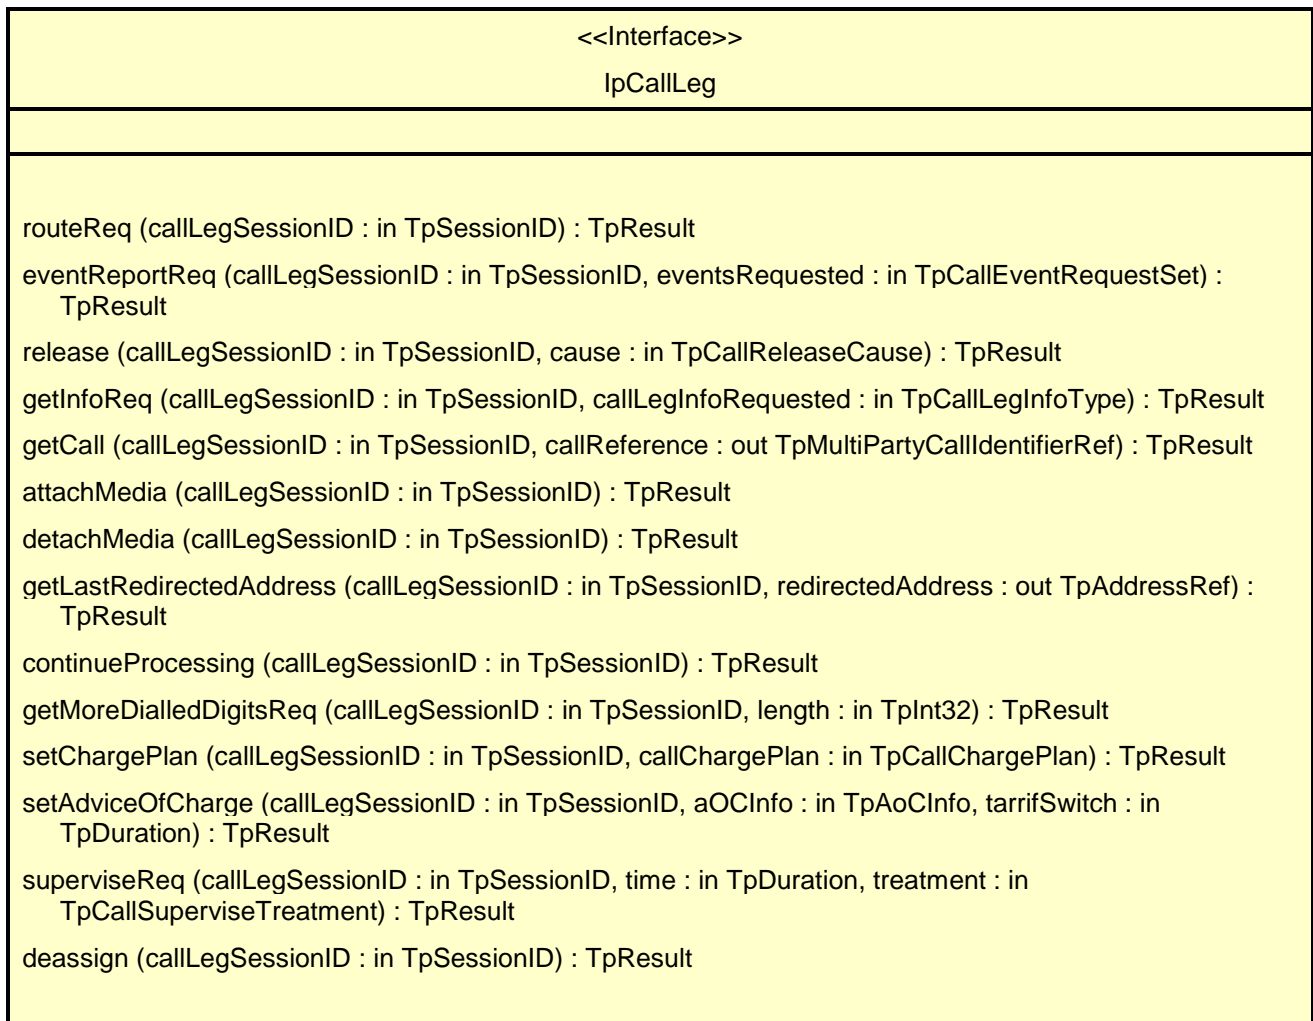 <<Interface>>
IpCallLeg
routeReq (callLegSessionID : in TpSessionID) : TpResult
eventReportReq (callLegSessionID : in TpSessionID, eventsRequested : in TpCallEventRequestSet) :
TpResult
release (callLegSessionID : in TpSessionID, cause : in TpCallReleaseCause) : TpResult
getInfoReq (callLegSessionID : in TpSessionID, callLegInfoRequested : in TpCallLegInfoType) : TpResult
getCall (callLegSessionID : in TpSessionID, callReference : out TpMultiPartyCallIdentifierRef) : TpResult
attachMedia (callLegSessionID : in TpSessionID) : TpResult
detachMedia (callLegSessionID : in TpSessionID) : TpResult
getLastRedirectedAddress (callLegSessionID : in TpSessionID, redirectedAddress : out TpAddressRef) :
TpResult
continueProcessing (callLegSessionID : in TpSessionID) : TpResult
getMoreDialledDigitsReq (callLegSessionID : in TpSessionID, length : in TpInt32) : TpResult
setChargePlan (callLegSessionID : in TpSessionID, callChargePlan : in TpCallChargePlan) : TpResult
setAdviceOfCharge (callLegSessionID : in TpSessionID, aOCInfo : in TpAoCInfo, tarrifSwitch : in
TpDuration) : TpResult
superviseReq (callLegSessionID : in TpSessionID, time : in TpDuration, treatment : in
TpCallSuperviseTreatment) : TpResult
deassign (callLegSessionID : in TpSessionID) : TpResult